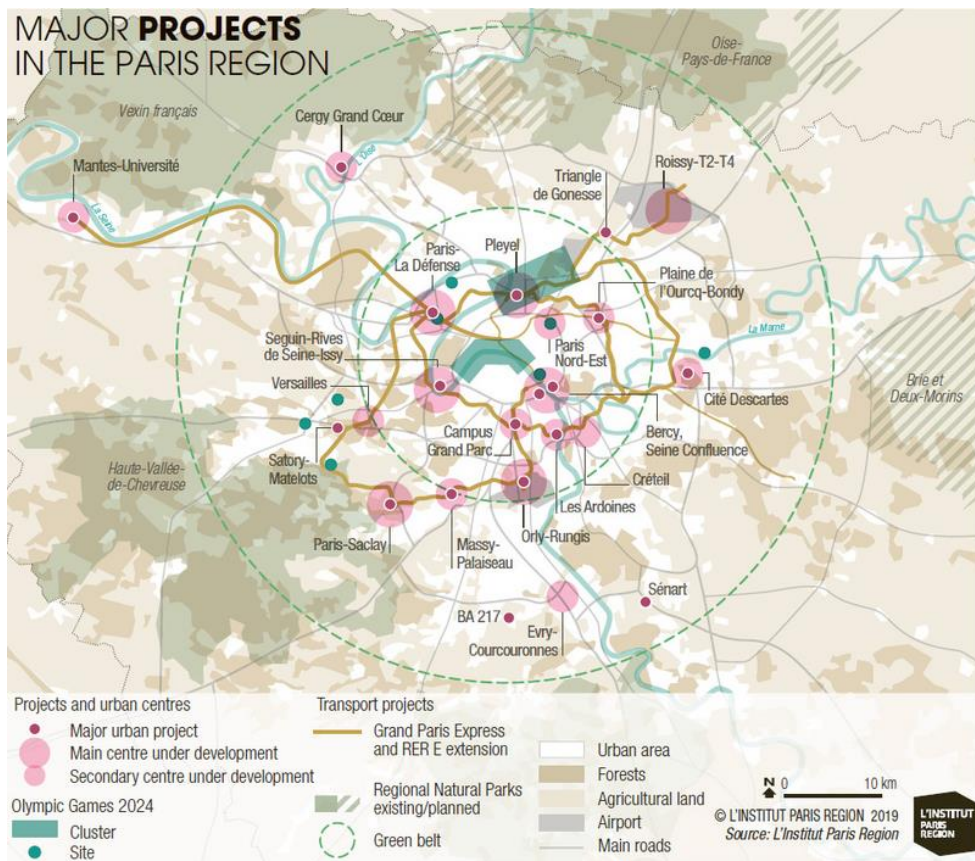 MAJOR PROJECTS
IN THE PARIS REGION
Oise-
Pays-de-France
Vexin français
Cergy Grand Cœur
L'Oise
Mantes-Université
La Seine
Roissy-T2-T4
Triangle
de Gonesse
Paris-
La Défense
Pleyel
Plaine de
l'Ourcq-Bondy
La Marne
Seguin-Rives
de Seine-Issy
Paris
Nord-Est
Versailles
Cité Descartes
Brie et
Deux-Morins
Campus
Grand Parc
Bercy,
Seine Confluence
Satory-
Matelots
Haute-Vallée-
de-Chevreuse
Créteil
Les Ardoines
Orly-Rungis
Paris-Saclay
Massy-
Palaiseau
Sénart
BA 217
Evry-
Courcouronnes
Projects and urban centres
Major urban project
Main centre under development
Secondary centre under development
Olympic Games 2024
Cluster
Site
Transport projects
Grand Paris Express
and RER E extension
Regional Natural Parks
existing/planned
Green belt
Urban area
Forests
Agricultural land
Airport
Main roads
N 0 10 km
© L'INSTITUT PARIS REGION 2019
Source: L'Institut Paris Region
L'INSTITUT
PARIS
REGION